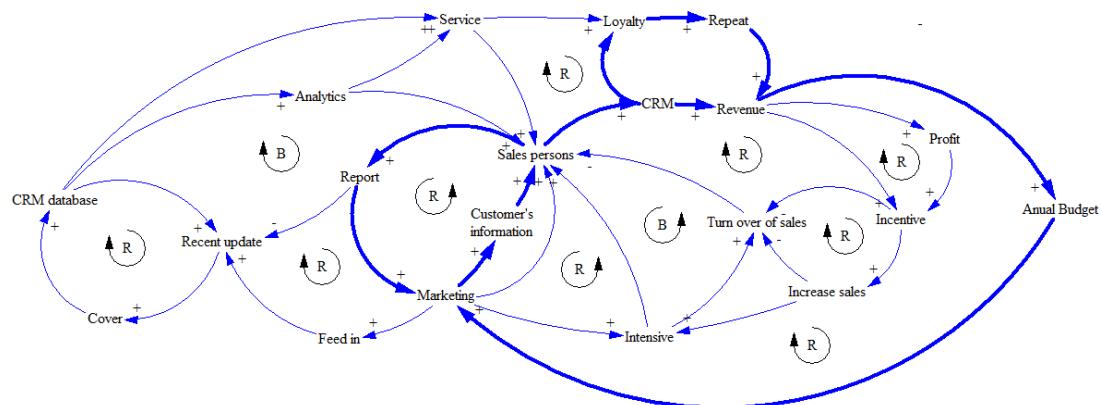 Service
Loyalty
Repeat
-
++
+
+
Analytics
+
R
CRM
Revenue
+
+
+
+
B
Sales persons
+
+
+
Profit
R
R
Report
-
+
CRM database
R
Customer's
information
+
+
+
B
Turn over of sales
+
-
-
Incentive
+
+
Anual Budget
+
R
Recent update
-
+
+
+
R
R
R
+
+
Increase sales
+
Marketing
+
Cover
+
Feed in
+
+
+
Intensive
+
+
R